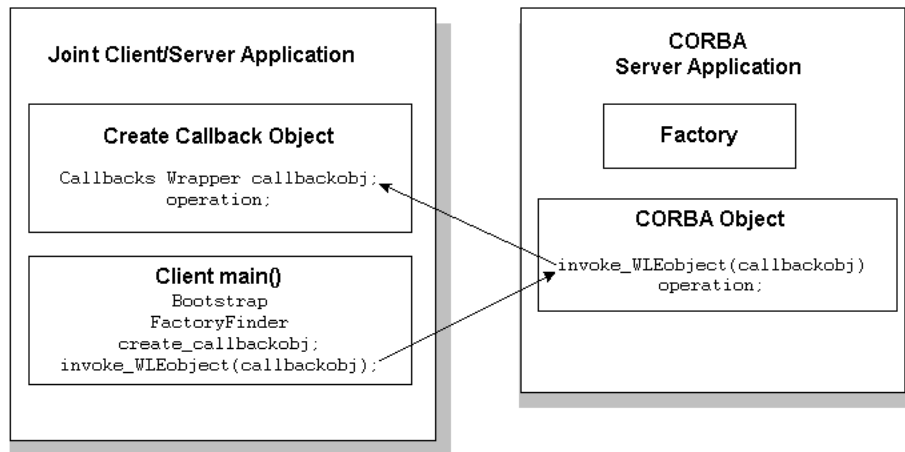 Joint Client/Server Application
Create Callback Object
Callbacks Wrapper callbackobj;
operation;
Client main()
Bootstrap
FactoryFinder
create_callbackobj;
invoke_WLEobject(callbackobj);
CORBA
Server Application
Factory
CORBA Object
invoke_WLEobject(callbackobj)
operation;